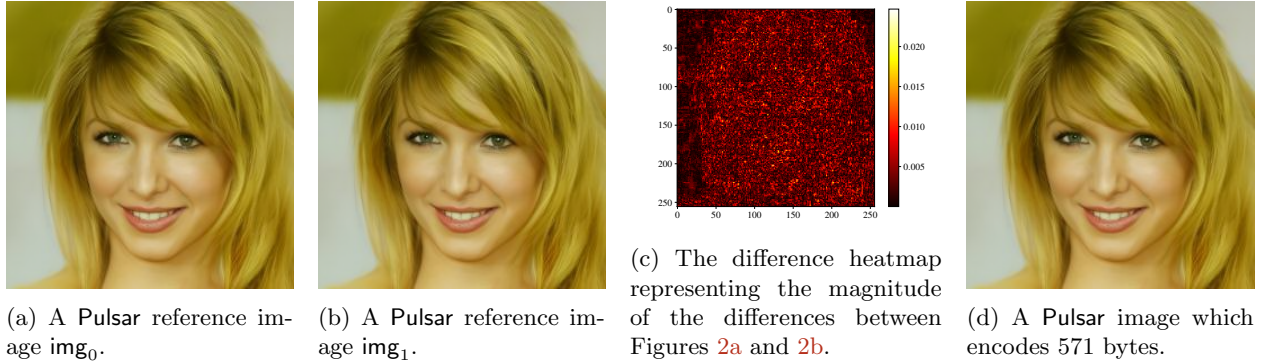 0
50
100
150
200
250
0
50
100
150
200
250
0.020
0.015
0.010
0.005
(a) A Pulsar reference im-
age img₀.
(b) A Pulsar reference im-
age img₁.
(c) The difference heatmap
representing the magnitude
of the differences between
Figures 2a and 2b.
(d) A Pulsar image which
encodes 571 bytes.